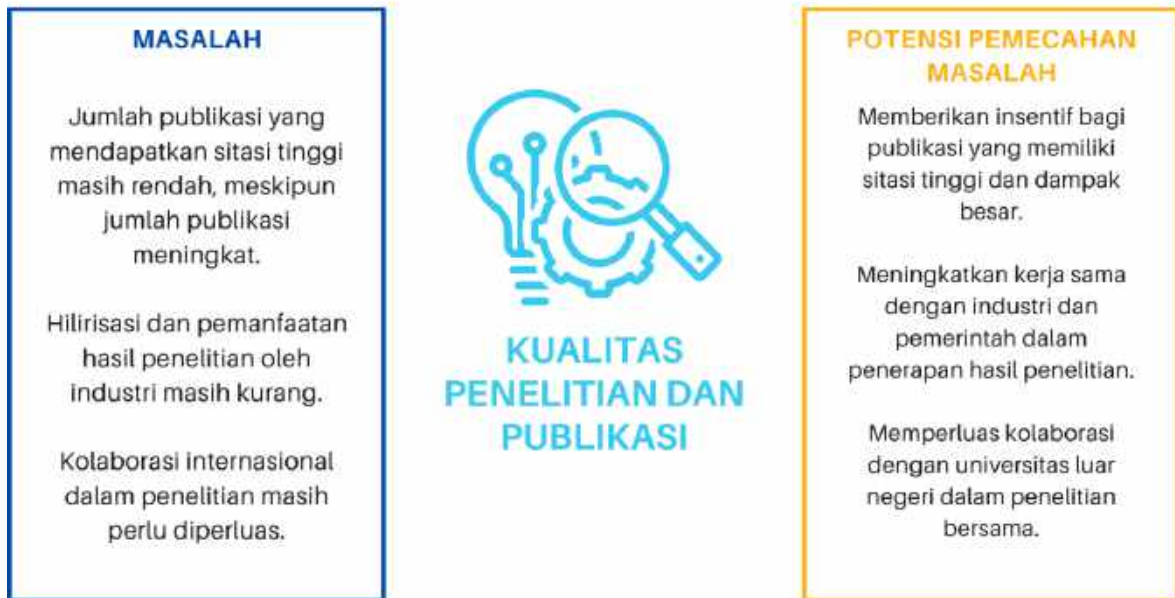 MASALAH
Jumlah publikasi yang
mendapatkan sitasi tinggi
masih rendah, meskipun
jumlah publikasi
meningkat.
Hilirisasi dan pemanfaatan
hasil penelitian oleh
industri masih kurang.
Kolaborasi internasional
dalam penelitian masih
perlu diperluas.
KUALITAS
PENELITIAN DAN
PUBLIKASI
POTENSI PEMECAHAN
MASALAH
Memberikan insentif bagi
publikasi yang memiliki
sitasi tinggi dan dampak
besar.
Meningkatkan kerja sama
dengan industri dan
pemerintah dalam
penerapan hasil penelitian.
Memperluas kolaborasi
dengan universitas luar
negeri dalam penelitian
bersama.